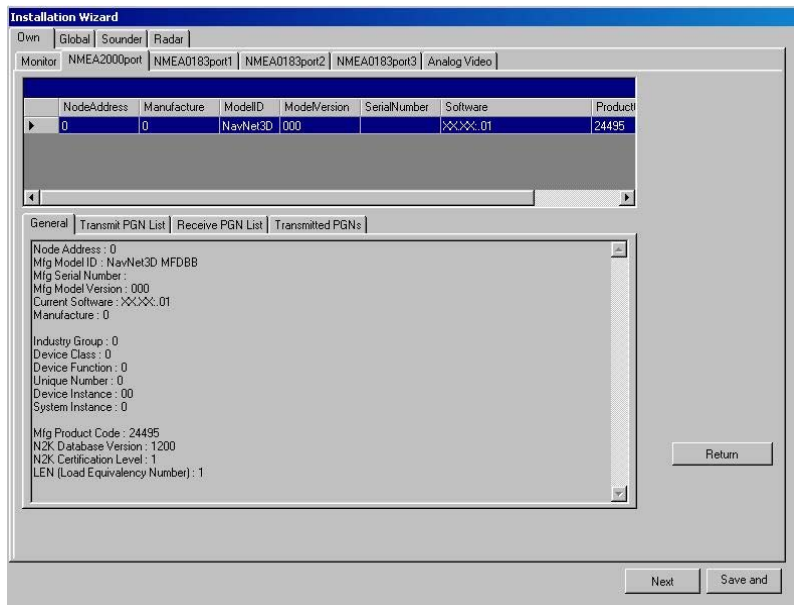 Installation Wizard
Own Global Sounder Radar
Monitor NMEA2000port NMEA0183port1 NMEA0183port2 NMEA0183port3 Analog Video
NodeAddress Manufacture ModelID ModelVersion SerialNumber Software
0 0 NavNet3D 000 XX.XX:.01 24495
General Transmit PGN List Receive PGN List Transmitted PGNs
Node Address : 0
Mfg Model ID : NavNet3D MFDBB
Mfg Serial Number :
Mfg Model Version : 000
Current Software : XX.XX:.01
Manufacture : 0
Industry Group : 0
Device Class : 0
Device Function : 0
Unique Number : 0
Device Instance : 00
System Instance : 0
Mfg Product Code : 24495
N2K Database Version : 1200
N2K Certification Level : 1
LEN (Load Equivalency Number) : 1
Return
Next Save and